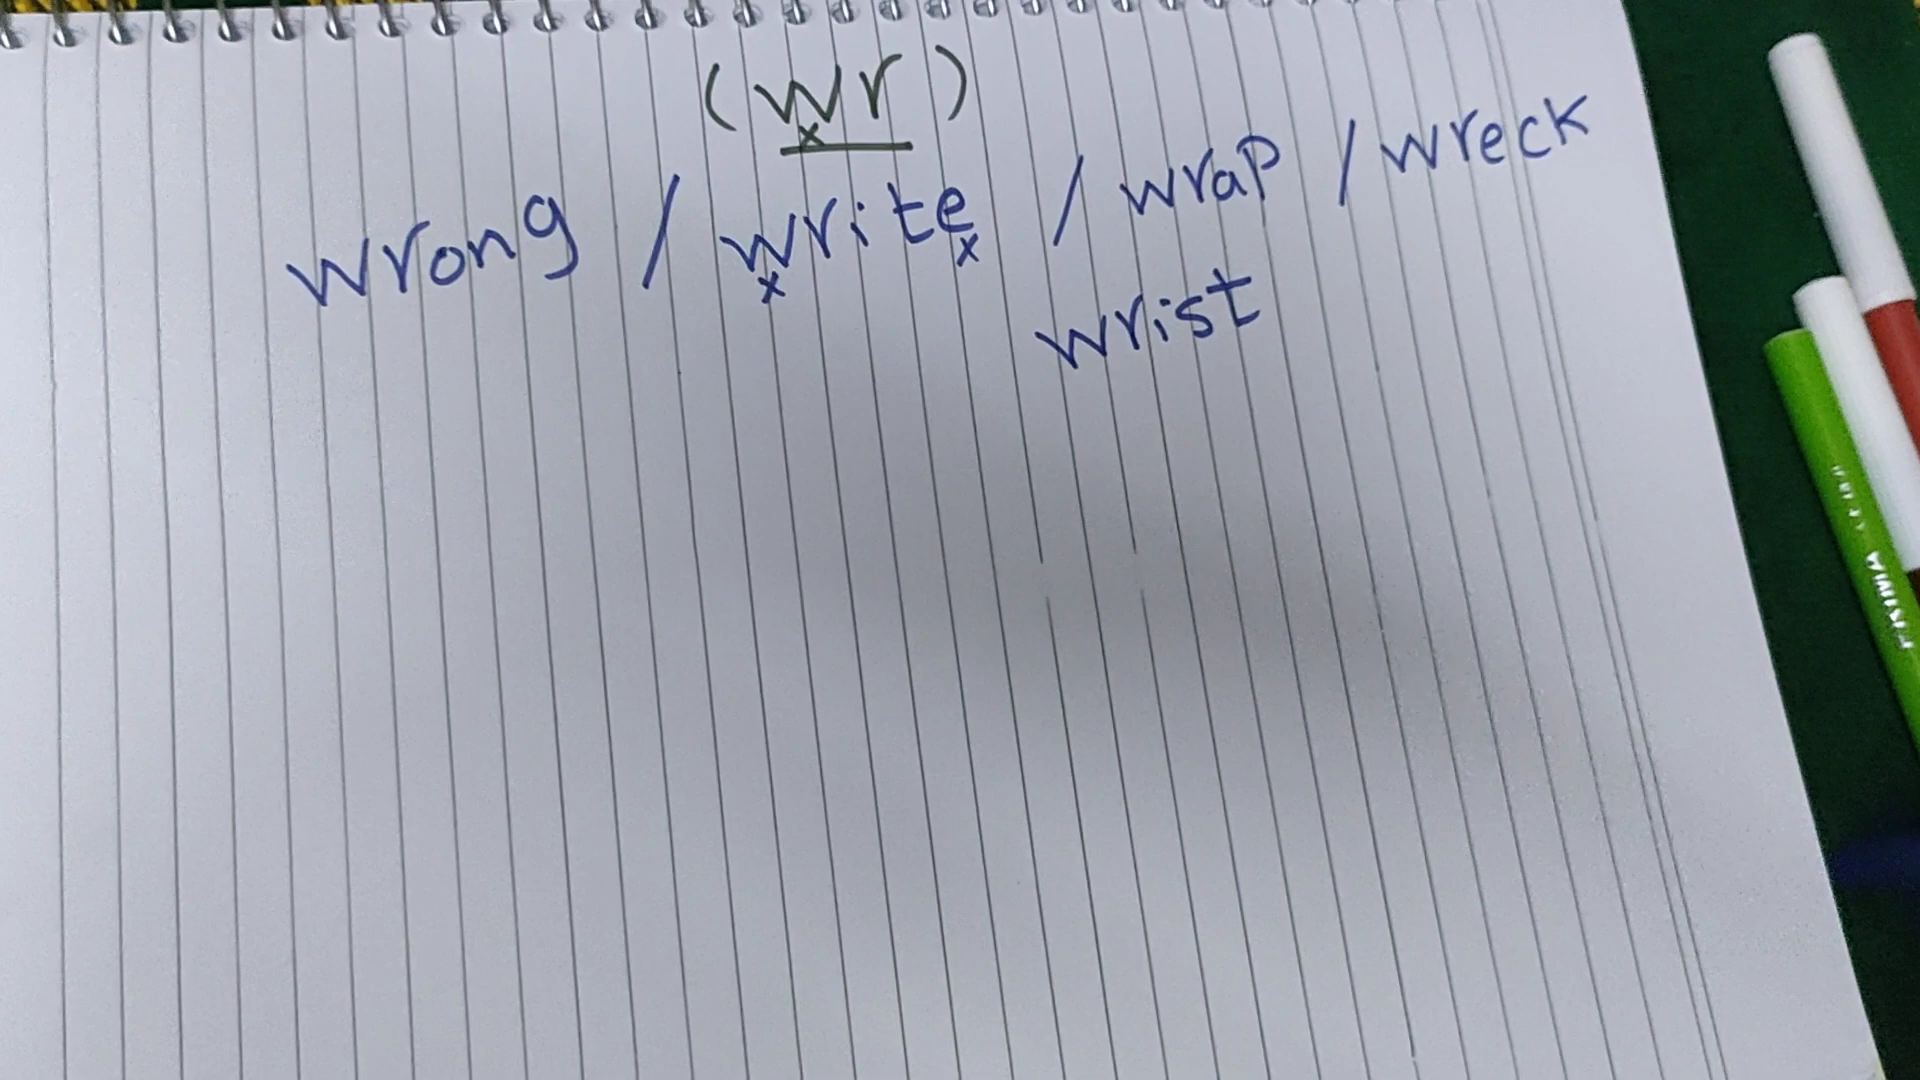 (wr)
wrong / write / wrap / wreck
wrist